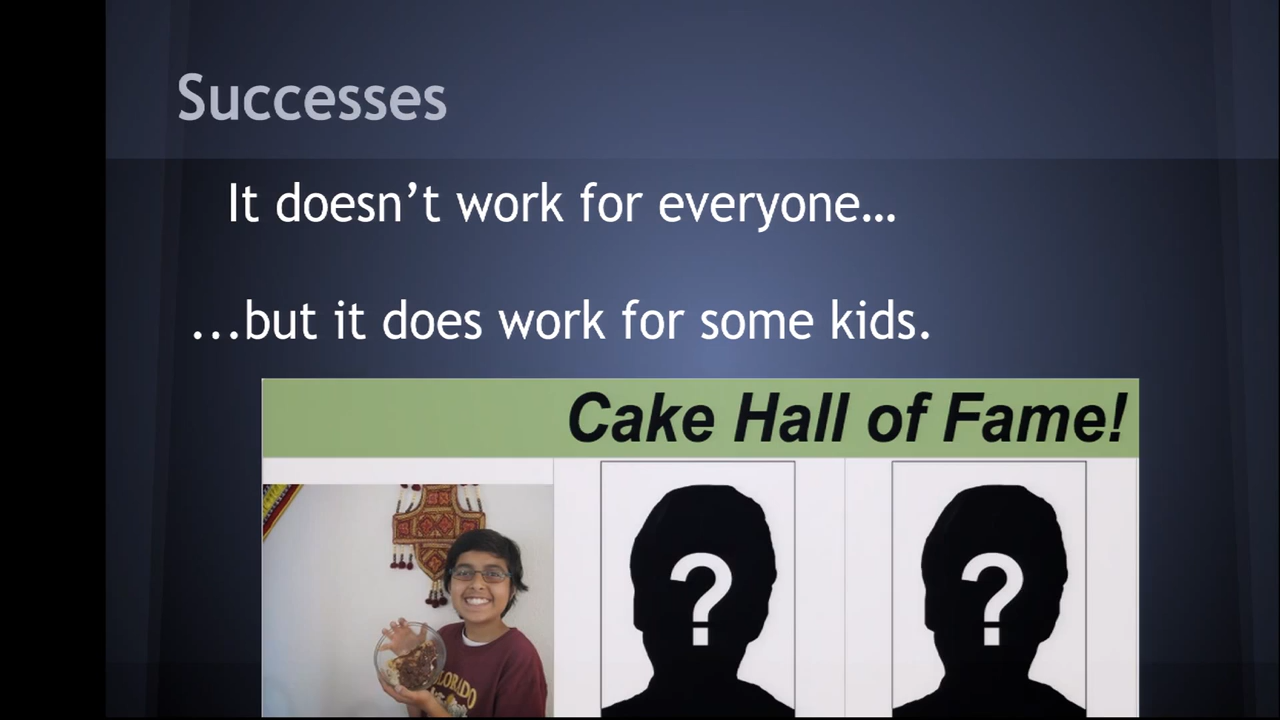 Successes
It doesn’t work for everyone…
...but it does work for some kids.
Cake Hall of Fame!
?
?